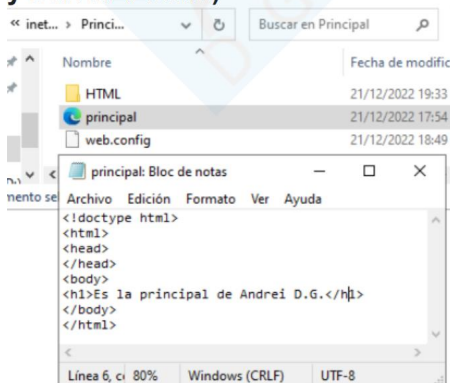 « inet... › Princi...
Buscar en Principal
Nombre
Fecha de modific
HTML
21/12/2022 19:33
principal
21/12/2022 17:54
web.config
21/12/2022 18:49
principal: Bloc de notas
mento se
Archivo Edición Formato Ver Ayuda
<!doctype html>
<html>
<head>
</head>
<body>
<h1>Es la principal de Andrei D.G.</h1>
</body>
</html>
Línea 6, c 80% Windows (CRLF) UTF-8